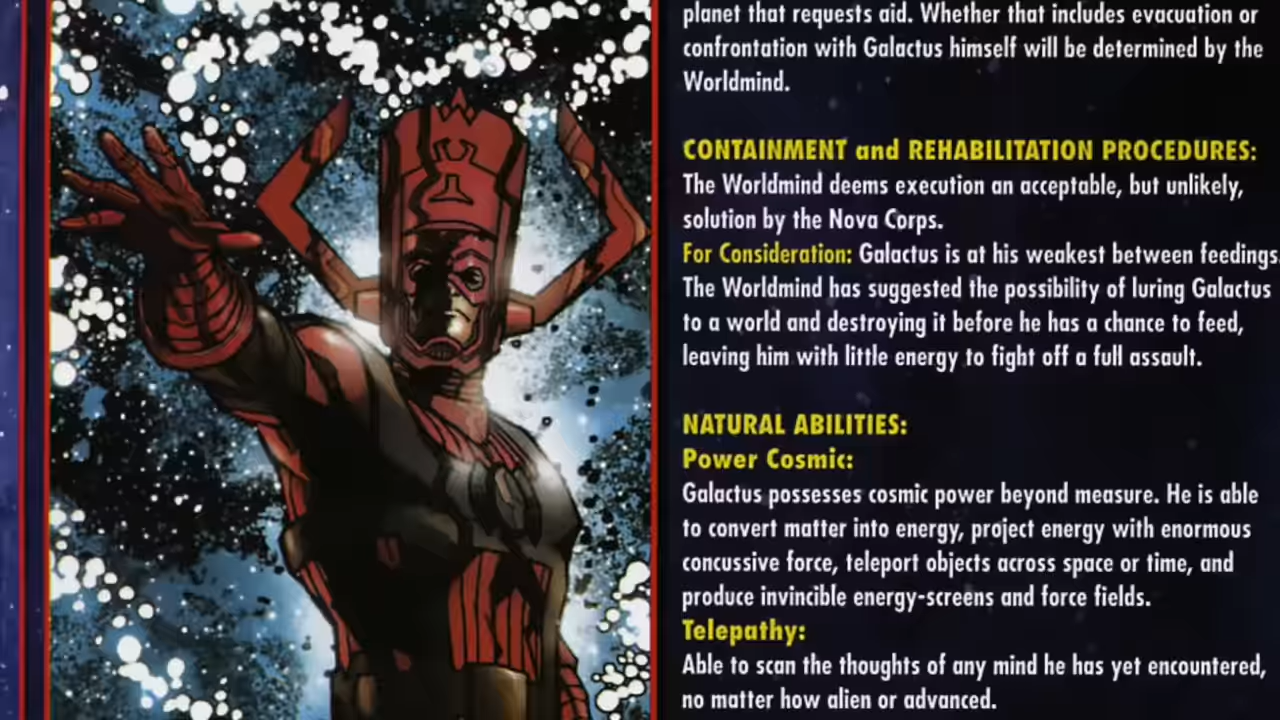 planet that requests aid. Whether that includes evacuation or
confrontation with Galactus himself will be determined by the
Worldmind.
CONTAINMENT and REHABILITATION PROCEDURES:
The Worldmind deems execution an acceptable, but unlikely,
solution by the Nova Corps.
For Consideration: Galactus is at his weakest between feedings.
The Worldmind has suggested the possibility of luring Galactus
to a world and destroying it before he has a chance to feed,
leaving him with little energy to fight off a full assault.
NATURAL ABILITIES:
Power Cosmic:
Galactus possesses cosmic power beyond measure. He is able
to convert matter into energy, project energy with enormous
concussive force, teleport objects across space or time, and
produce invincible energy-screens and force fields.
Telepathy:
Able to scan the thoughts of any mind he has yet encountered,
no matter how alien or advanced.